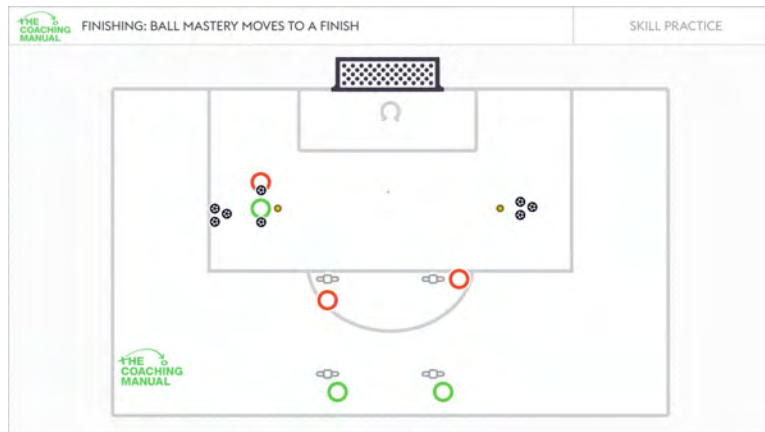 THE
COACHING
MANUAL
FINISHING: BALL MASTERY MOVES TO A FINISH
SKILL PRACTICE
THE
COACHING
MANUAL